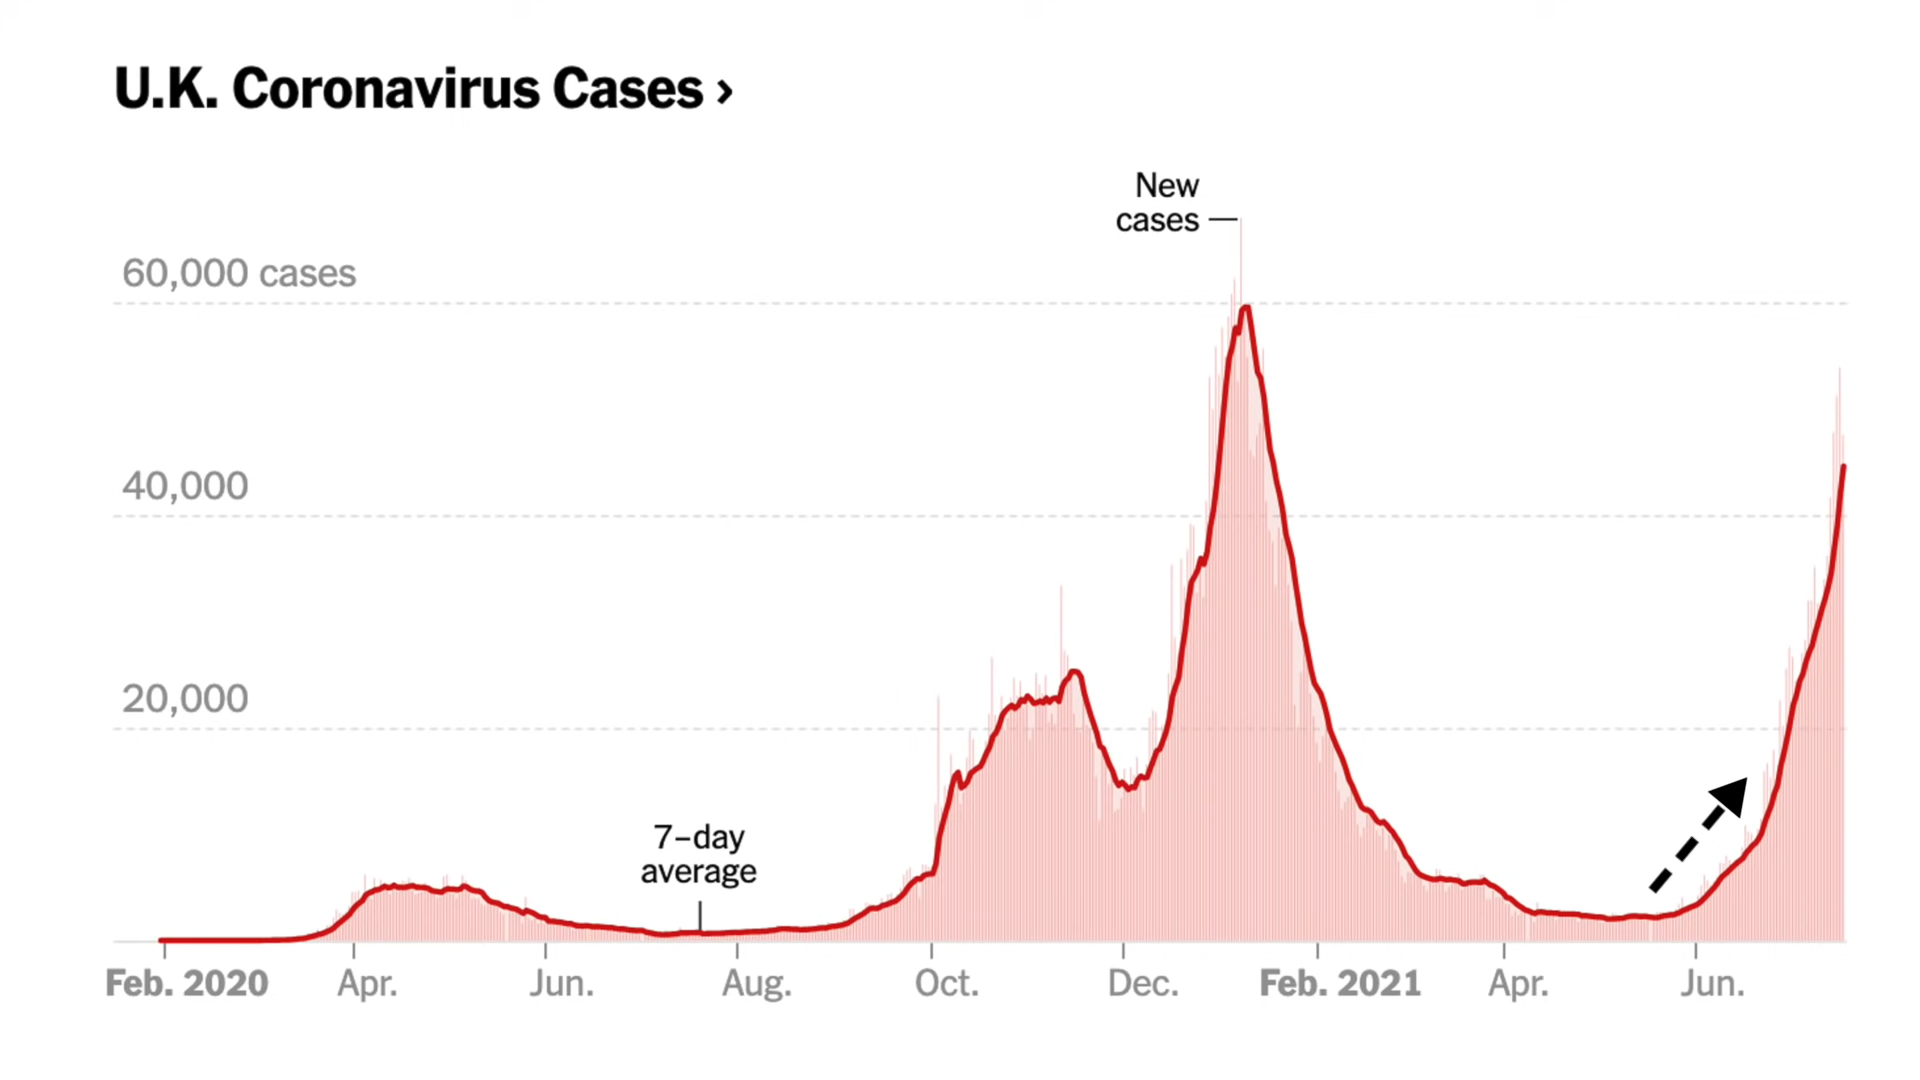 U.K. Coronavirus Cases ›
New
cases
60,000 cases
40,000
20,000
7–day
average
Feb. 2020 Apr. Jun. Aug. Oct. Dec. Feb. 2021 Apr. Jun.